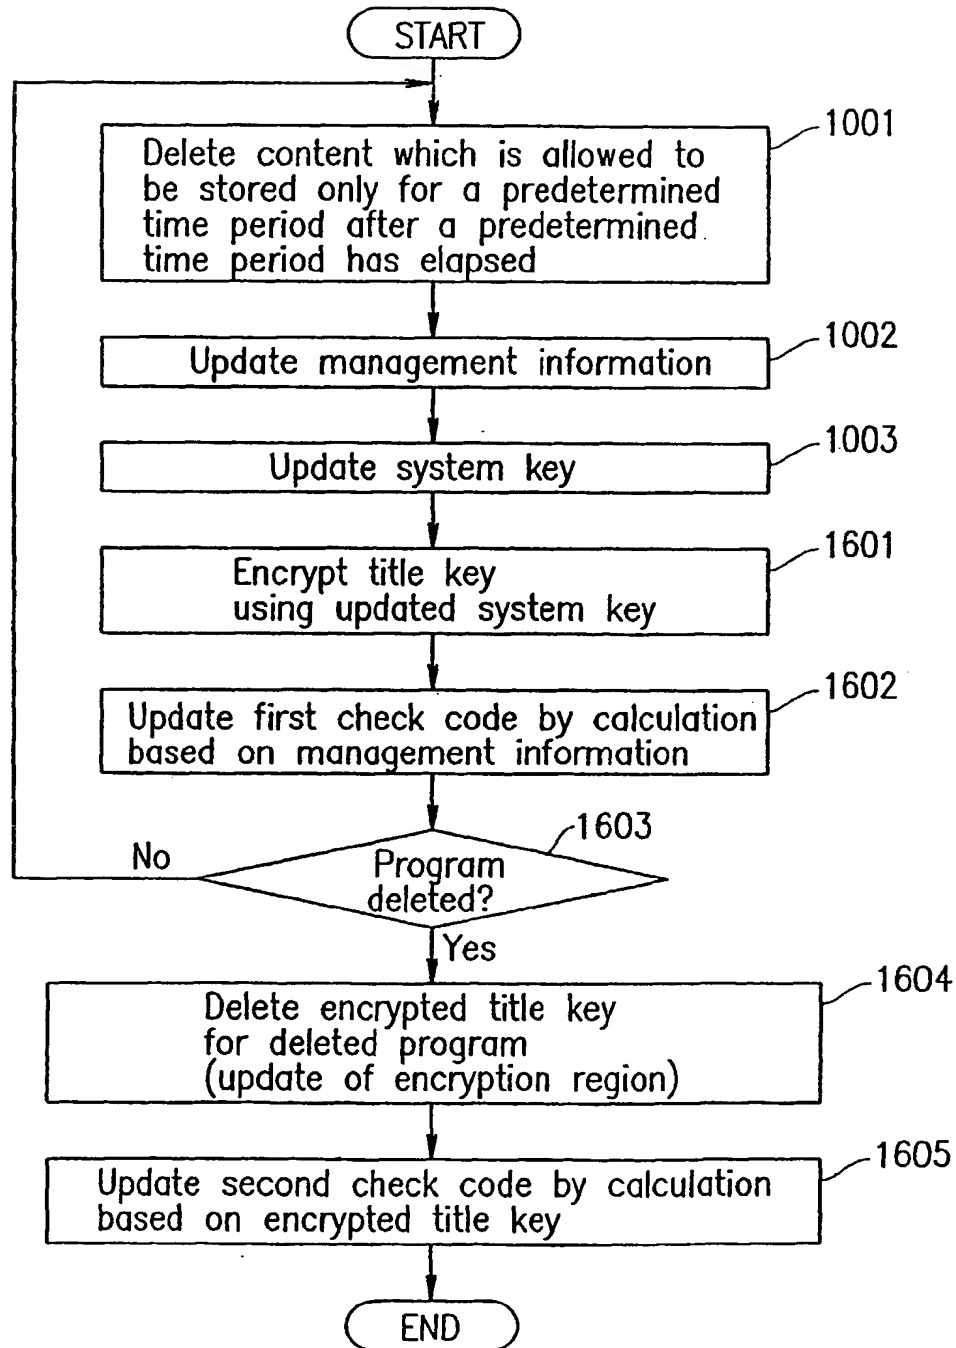 START
1001
Delete content which is allowed to
be stored only for a predetermined
time period after a predetermined
time period has elapsed
1002
Update management information
1003
Update system key
1601
Encrypt title key
using updated system key
1602
Update first check code by calculation
based on management information
1603
No
Program
deleted?
Yes
1604
Delete encrypted title key
for deleted program
(update of encryption region)
1605
Update second check code by calculation
based on encrypted title key
END